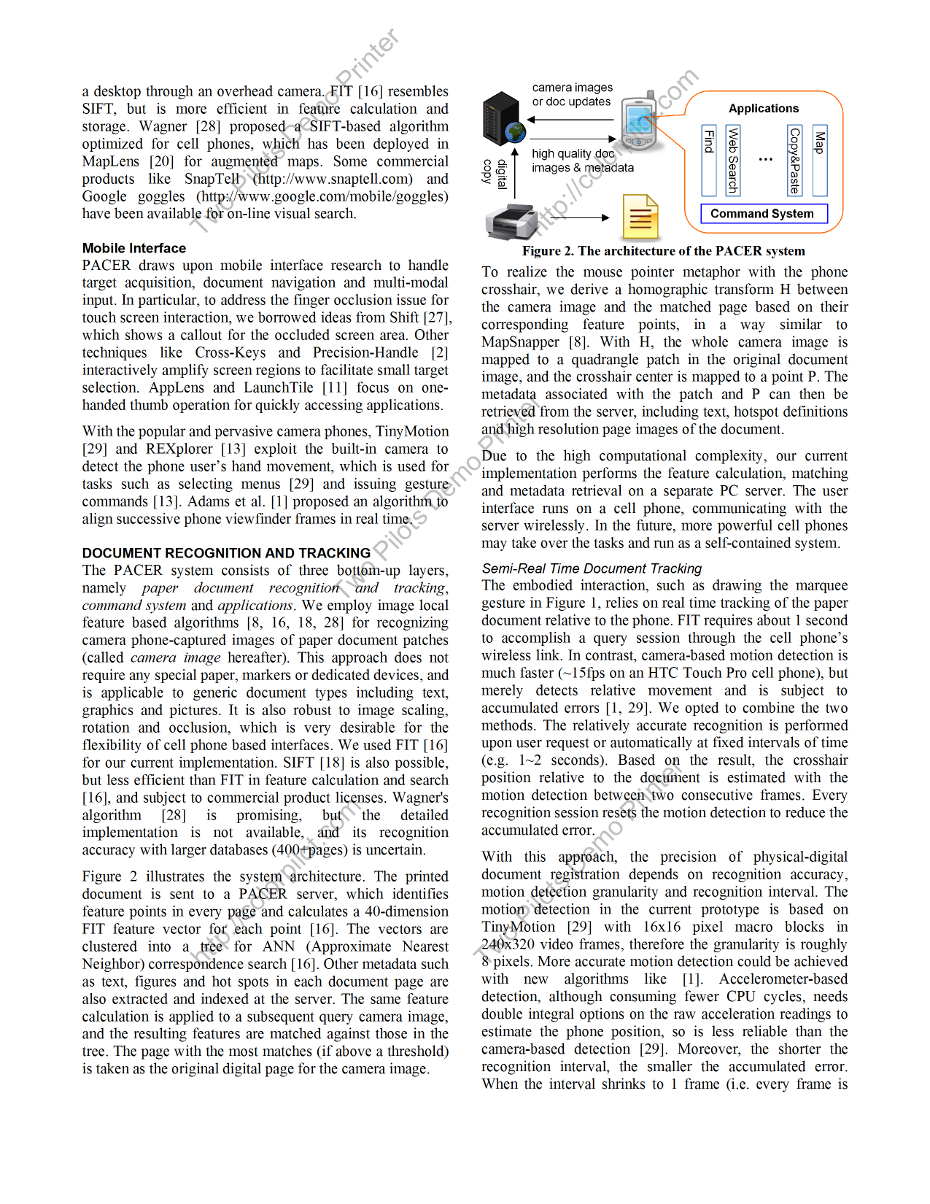 a desktop through an overhead camera. FIT [16] resembles
SIFT, but is more efficient in feature calculation and
storage. Wagner [28] proposed a SIFT-based algorithm
optimized for cell phones, which has been deployed in
MapLens [20] for augmented maps. Some commercial
products like SnapTell (http://www.snaptell.com) and
Google goggles (http://www.google.com/mobile/goggles)
have been available for on-line visual search.
Mobile Interface
PACER draws upon mobile interface research to handle
target acquisition, document navigation and multi-modal
input. In particular, to address the finger occlusion issue for
touch screen interaction, we borrowed ideas from Shift [27],
which shows a callout for the occluded screen area. Other
techniques like Cross-Keys and Precision-Handle [2]
interactively amplify screen regions to facilitate small target
selection. AppLens and LaunchTile [11] focus on one-
handed thumb operation for quickly accessing applications.
With the popular and pervasive camera phones, TinyMotion
[29] and REXplorer [13] exploit the built-in camera to
detect the phone user's hand movement, which is used for
tasks such as selecting menus [29] and issuing gesture
commands [13]. Adams et al. [1] proposed an algorithm to
align successive phone viewfinder frames in real time.
DOCUMENT RECOGNITION AND TRACKING
The PACER system consists of three bottom-up layers,
namely paper document recognition and tracking,
command system and applications. We employ image local
feature based algorithms [8, 16, 18, 28] for recognizing
camera phone-captured images of paper document patches
(called camera image hereafter). This approach does not
require any special paper, markers or dedicated devices, and
is applicable to generic document types including text,
graphics and pictures. It is also robust to image scaling,
rotation and occlusion, which is very desirable for the
flexibility of cell phone based interfaces. We used FIT [16]
for our current implementation. SIFT [18] is also possible,
but less efficient than FIT in feature calculation and search
[16], and subject to commercial product licenses. Wagner's
algorithm [28] is promising, but the detailed
implementation is not available, and its recognition
accuracy with larger databases (400+pages) is uncertain.
Figure 2 illustrates the system architecture. The printed
document is sent to a PACER server, which identifies
feature points in every page and calculates a 40-dimension
FIT feature vector for each point [16]. The vectors are
clustered into a tree for ANN (Approximate Nearest
Neighbor) correspondence search [16]. Other metadata such
as text, figures and hot spots in each document page are
also extracted and indexed at the server. The same feature
calculation is applied to a subsequent query camera image,
and the resulting features are matched against those in the
tree. The page with the most matches (if above a threshold)
is taken as the original digital page for the camera image.
camera images
or doc updates
high quality doc
images & metadata
digital
copy
Applications
Find
Web Search
...
Copy&Paste
Map
Command System
Figure 2. The architecture of the PACER system
To realize the mouse pointer metaphor with the phone
crosshair, we derive a homographic transform H between
the camera image and the matched page based on their
corresponding feature points, in a way similar to
MapSnapper [8]. With H, the whole camera image is
mapped to a quadrangle patch in the original document
image, and the crosshair center is mapped to a point P. The
metadata associated with the patch and P can then be
retrieved from the server, including text, hotspot definitions
and high resolution page images of the document.
Due to the high computational complexity, our current
implementation performs the feature calculation, matching
and metadata retrieval on a separate PC server. The user
interface runs on a cell phone, communicating with the
server wirelessly. In the future, more powerful cell phones
may take over the tasks and run as a self-contained system.
Semi-Real Time Document Tracking
The embodied interaction, such as drawing the marquee
gesture in Figure 1, relies on real time tracking of the paper
document relative to the phone. FIT requires about 1 second
to accomplish a query session through the cell phone's
wireless link. In contrast, camera-based motion detection is
much faster (~15fps on an HTC Touch Pro cell phone), but
merely detects relative movement and is subject to
accumulated errors [1, 29]. We opted to combine the two
methods. The relatively accurate recognition is performed
upon user request or automatically at fixed intervals of time
(e.g. 1~2 seconds). Based on the result, the crosshair
position relative to the document is estimated with the
motion detection between two consecutive frames. Every
recognition session resets the motion detection to reduce the
accumulated error.
With this approach, the precision of physical-digital
document registration depends on recognition accuracy,
motion detection granularity and recognition interval. The
motion detection in the current prototype is based on
TinyMotion [29] with 16x16 pixel macro blocks in
240x320 video frames, therefore the granularity is roughly
8 pixels. More accurate motion detection could be achieved
with new algorithms like [1]. Accelerometer-based
detection, although consuming fewer CPU cycles, needs
double integral options on the raw acceleration readings to
estimate the phone position, so is less reliable than the
camera-based detection [29]. Moreover, the shorter the
recognition interval, the smaller the accumulated error.
When the interval shrinks to 1 frame (i.e. every frame is
Two Pilots Demo Printer
http://colorpilot.com
Two Pilots Demo Printer
http://colorpilot.com
Two Pilots Demo Printer